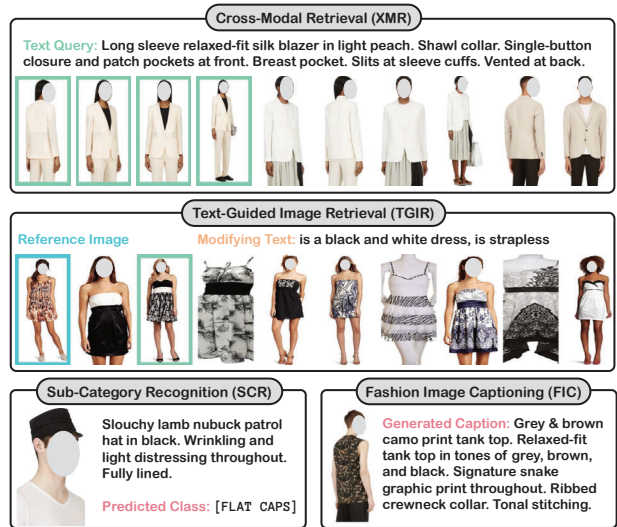 Cross-Modal Retrieval (XMR)
Text Query: Long sleeve relaxed-fit silk blazer in light peach. Shawl collar. Single-button
closure and patch pockets at front. Breast pocket. Slits at sleeve cuffs. Vented at back.
Text-Guided Image Retrieval (TGIR)
Reference Image
Modifying Text: is a black and white dress, is strapless
Sub-Category Recognition (SCR)
Slouchy lamb nubuck patrol
hat in black. Wrinkling and
light distressing throughout.
Fully lined.
Predicted Class: [FLAT CAPS]
Fashion Image Captioning (FIC)
Generated Caption: Grey & brown
camo print tank top. Relaxed-fit
tank top in tones of grey, brown,
and black. Signature snake
graphic print throughout. Ribbed
crewneck collar. Tonal stitching.